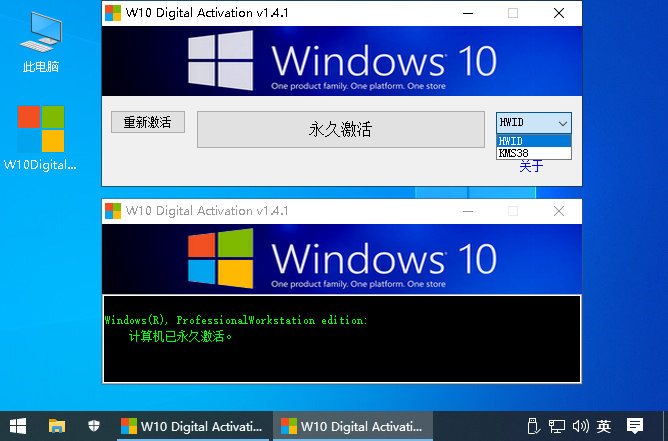 W10 Digital Activation v1.4.1
Windows 10
One product family. One platform. One store
此电脑
重新激活
永久激活
HWID
HWID
KMS38
关于
W10Digital...
W10 Digital Activation v1.4.1
Windows 10
One product family. One platform. One store
Windows(R), ProfessionalWorkstation edition:
计算机已永久激活。
W10 Digital Activati...
W10 Digital Activati...
英